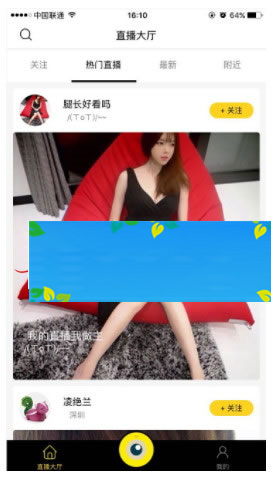 中国联通 16:10 64%
直播大厅
关注 热门直播 最新 附近
腿长好看吗
/(ㄒoㄒ)/~~
+ 关注
我的直播我做主
/(ㄒoㄒ)/~~
凌绝兰
深圳
+ 关注
直播大厅 我的